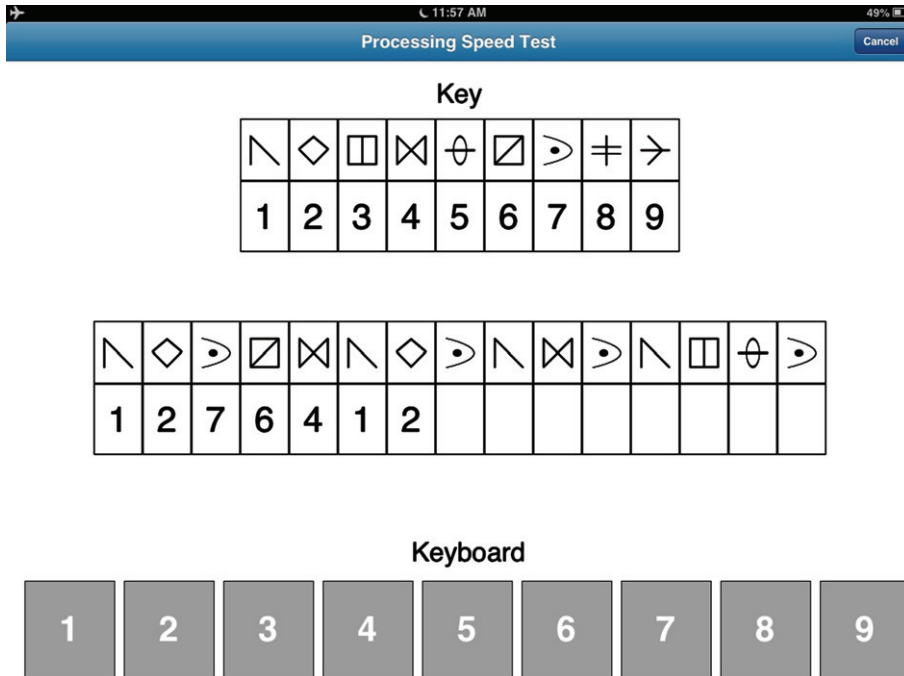 11:57 AM
49%
Processing Speed Test
Cancel
Key
1 2 3 4 5 6 7 8 9
1 2 7 6 4 1 2
Keyboard
1 2 3 4 5 6 7 8 9